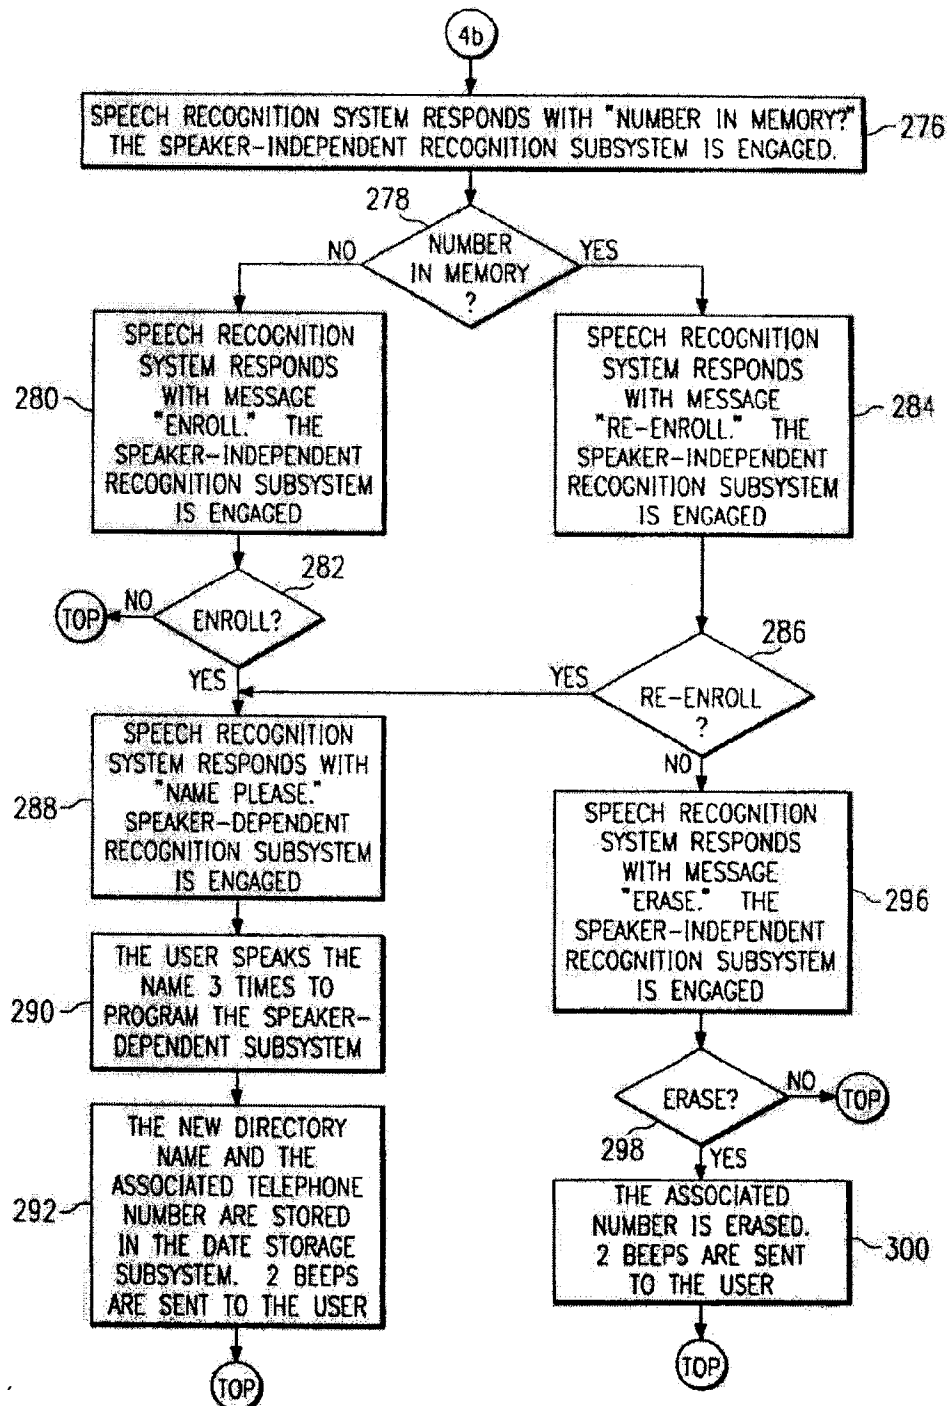 4b
SPEECH RECOGNITION SYSTEM RESPONDS WITH "NUMBER IN MEMORY?"
THE SPEAKER-INDEPENDENT RECOGNITION SUBSYSTEM IS ENGAGED.
276
278
NUMBER
IN MEMORY
?
NO
YES
SPEECH RECOGNITION
SYSTEM RESPONDS
WITH MESSAGE
"ENROLL." THE
SPEAKER-INDEPENDENT
RECOGNITION SUBSYSTEM
IS ENGAGED
280
SPEECH RECOGNITION
SYSTEM RESPONDS
WITH MESSAGE
"RE-ENROLL." THE
SPEAKER-INDEPENDENT
RECOGNITION SUBSYSTEM
IS ENGAGED
284
282
ENROLL?
NO
TOP
YES
286
RE-ENROLL
?
YES
NO
SPEECH RECOGNITION
SYSTEM RESPONDS WITH
"NAME PLEASE."
SPEAKER-DEPENDENT
RECOGNITION SUBSYSTEM
IS ENGAGED
288
SPEECH RECOGNITION
SYSTEM RESPONDS
WITH MESSAGE
"ERASE." THE
SPEAKER-INDEPENDENT
RECOGNITION SUBSYSTEM
IS ENGAGED
296
THE USER SPEAKS THE
NAME 3 TIMES TO
PROGRAM THE SPEAKER-
DEPENDENT SUBSYSTEM
290
ERASE?
298
NO
TOP
YES
THE NEW DIRECTORY
NAME AND THE
ASSOCIATED TELEPHONE
NUMBER ARE STORED
IN THE DATE STORAGE
SUBSYSTEM. 2 BEEPS
ARE SENT TO THE USER
292
THE ASSOCIATED
NUMBER IS ERASED.
2 BEEPS ARE SENT
TO THE USER
300
TOP
TOP